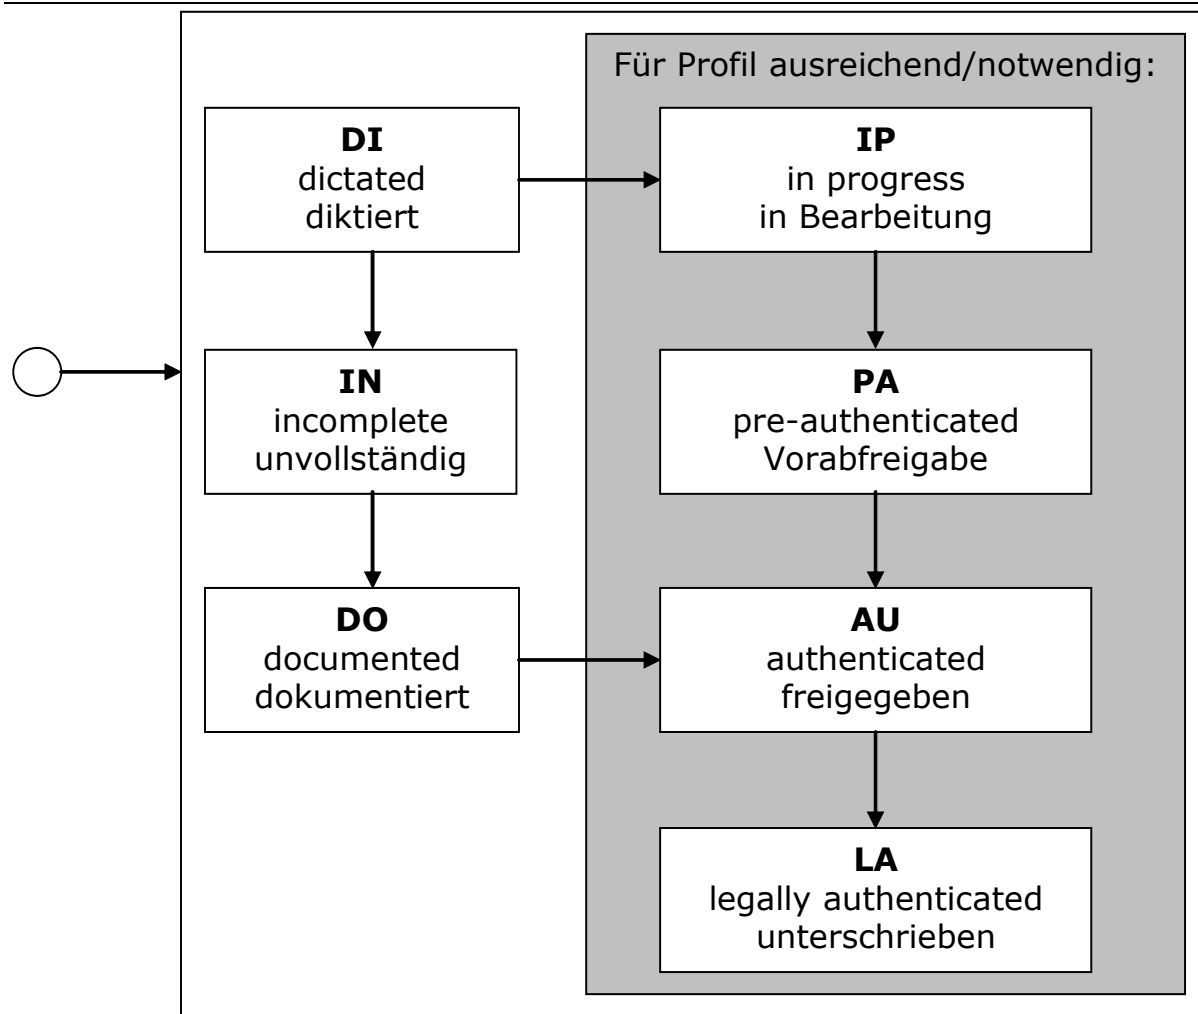 Für Profil ausreichend/notwendig:
DI
dictated
diktiert
IP
in progress
in Bearbeitung
IN
incomplete
unvollständig
PA
pre-authenticated
Vorabfreigabe
DO
documented
dokumentiert
AU
authenticated
freigegeben
LA
legally authenticated
unterschrieben